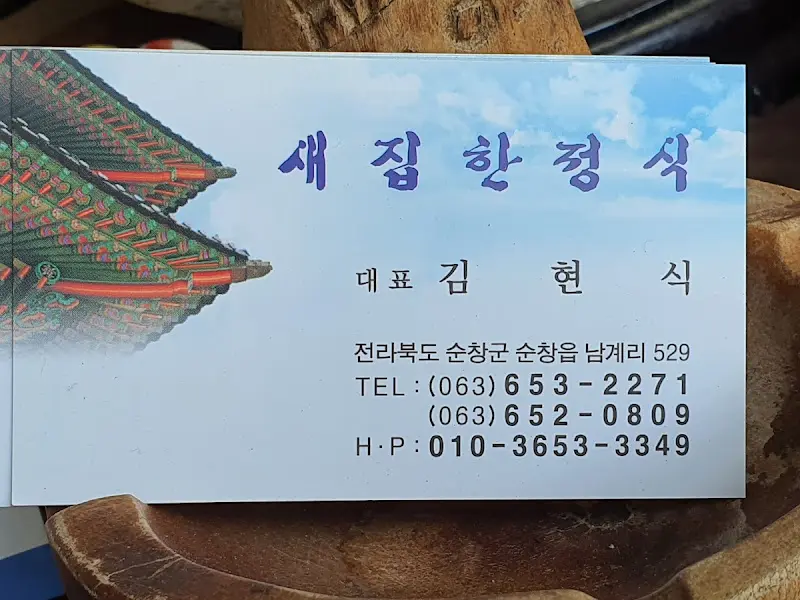 새집한정식
대표 김현식
전라북도 순창군 순창읍 남계리 529
TEL : (063) 653-2271
(063) 652-0809
H·P : 010-3653-3349